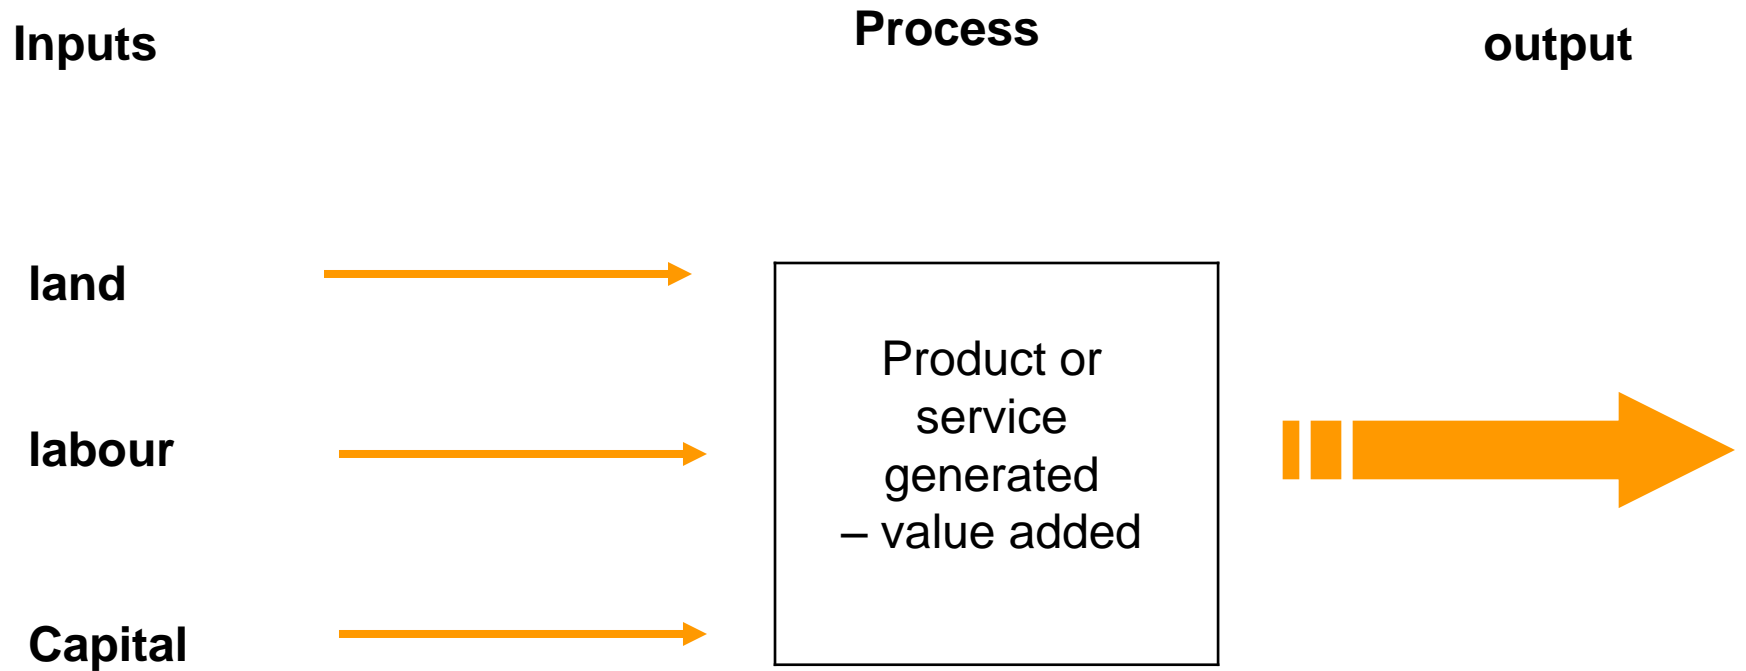 Inputs
Process
output
land
labour
Capital
Product or
service
generated
– value added